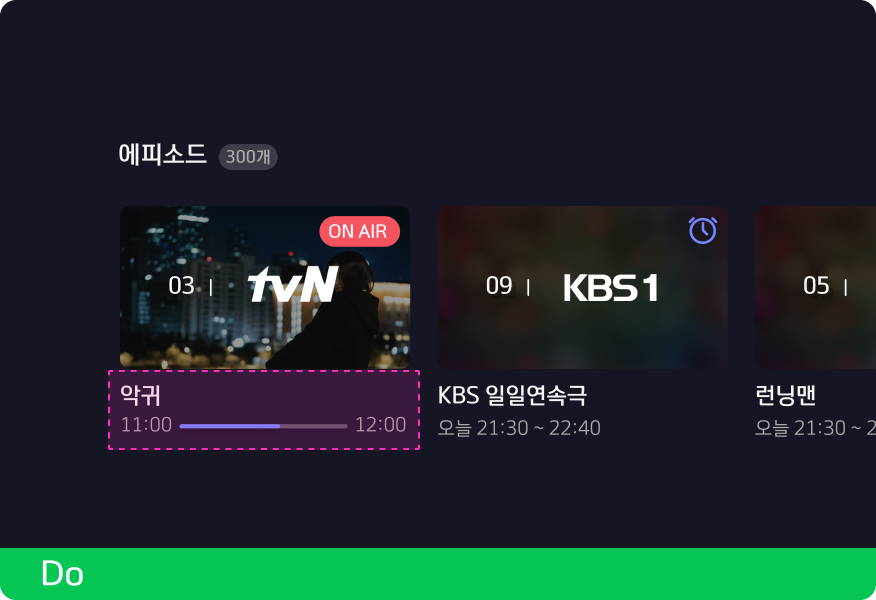 에피소드 300개
ON AIR
03 | tvN
09 | KBS 1
05 |
악귀
11:00 12:00
KBS 일일연속극
오늘 21:30 ~ 22:40
런닝맨
오늘 21:30 ~ 2
Do